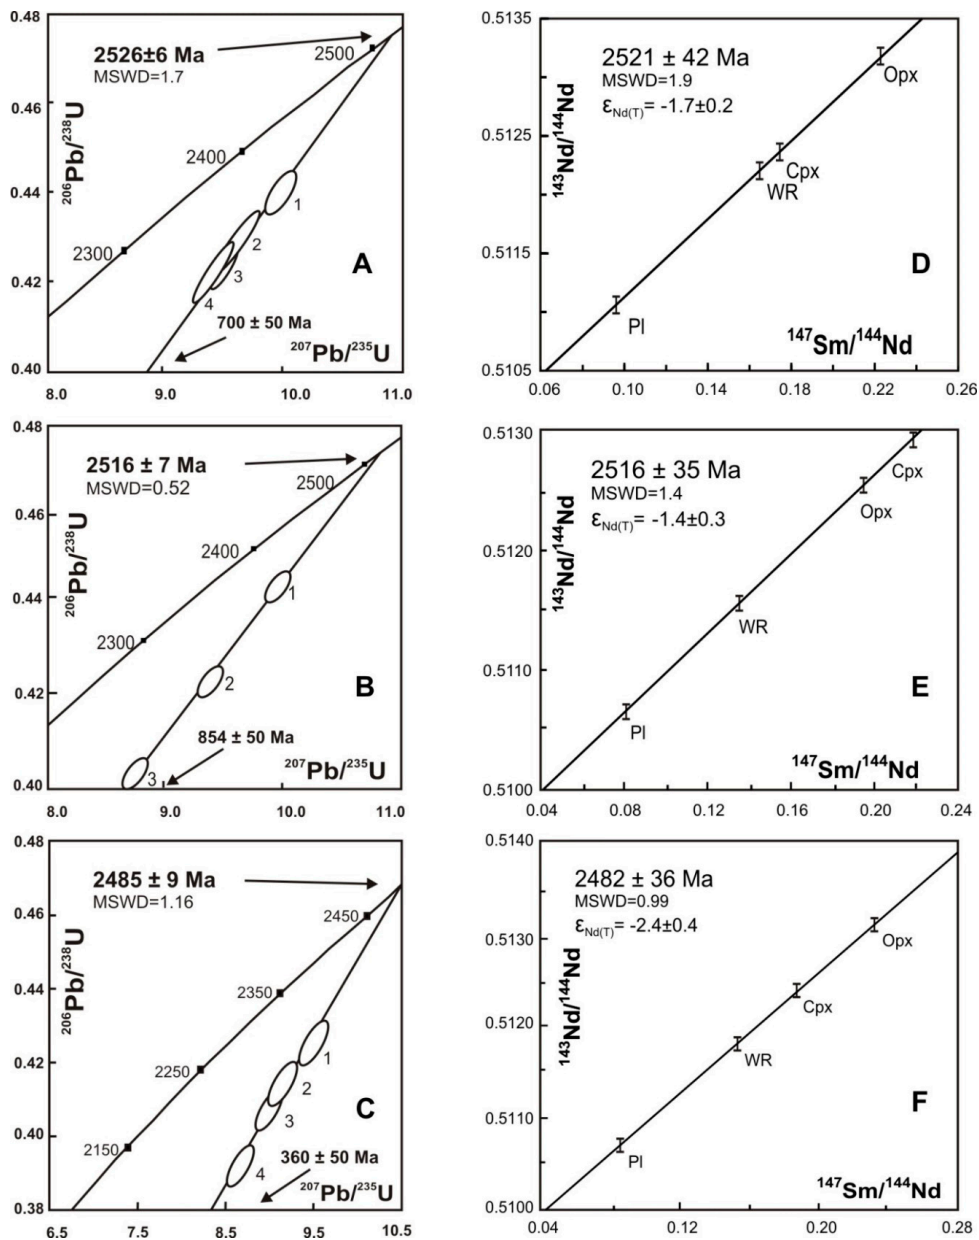 0.48
0.46
0.44
0.42
0.40
²⁰⁶Pb/²³⁸U
2526±6 Ma
MSWD=1.7
2500
2400
2300
1
2
3
4
A
700 ± 50 Ma
²⁰⁷Pb/²³⁵U
8.0 9.0 10.0 11.0
0.5135
0.5125
0.5115
0.5105
¹⁴³Nd/¹⁴⁴Nd
2521 ± 42 Ma
MSWD=1.9
εNd(T)= -1.7±0.2
Opx
Cpx
WR
Pl
D
¹⁴⁷Sm/¹⁴⁴Nd
0.06 0.10 0.14 0.18 0.22 0.26
0.48
0.46
0.44
0.42
0.40
²⁰⁶Pb/²³⁸U
2516 ± 7 Ma
MSWD=0.52
2500
2400
2300
1
2
3
B
854 ± 50 Ma
²⁰⁷Pb/²³⁵U
8.0 9.0 10.0 11.0
0.5130
0.5120
0.5110
0.5100
¹⁴³Nd/¹⁴⁴Nd
2516 ± 35 Ma
MSWD=1.4
εNd(T)= -1.4±0.3
Cpx
Opx
WR
Pl
E
¹⁴⁷Sm/¹⁴⁴Nd
0.04 0.08 0.12 0.16 0.20 0.24
0.48
0.46
0.44
0.42
0.40
0.38
²⁰⁶Pb/²³⁸U
2485 ± 9 Ma
MSWD=1.16
2450
2350
2250
2150
1
2
3
4
C
360 ± 50 Ma
²⁰⁷Pb/²³⁵U
6.5 7.5 8.5 9.5 10.5
0.5140
0.5130
0.5120
0.5110
0.5100
¹⁴³Nd/¹⁴⁴Nd
2482 ± 36 Ma
MSWD=0.99
εNd(T)= -2.4±0.4
Opx
Cpx
WR
Pl
F
¹⁴⁷Sm/¹⁴⁴Nd
0.04 0.12 0.20 0.28